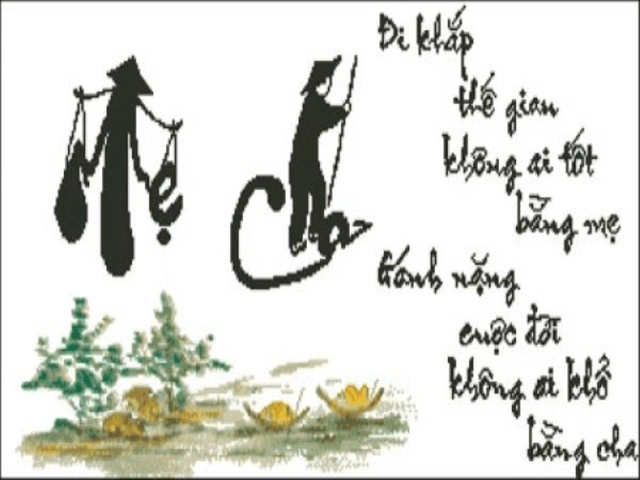 Mẹ Cha
Đi khắp
thế gian
không ai tốt
bằng mẹ
Gánh nặng
cuộc đời
không ai khổ
bằng cha